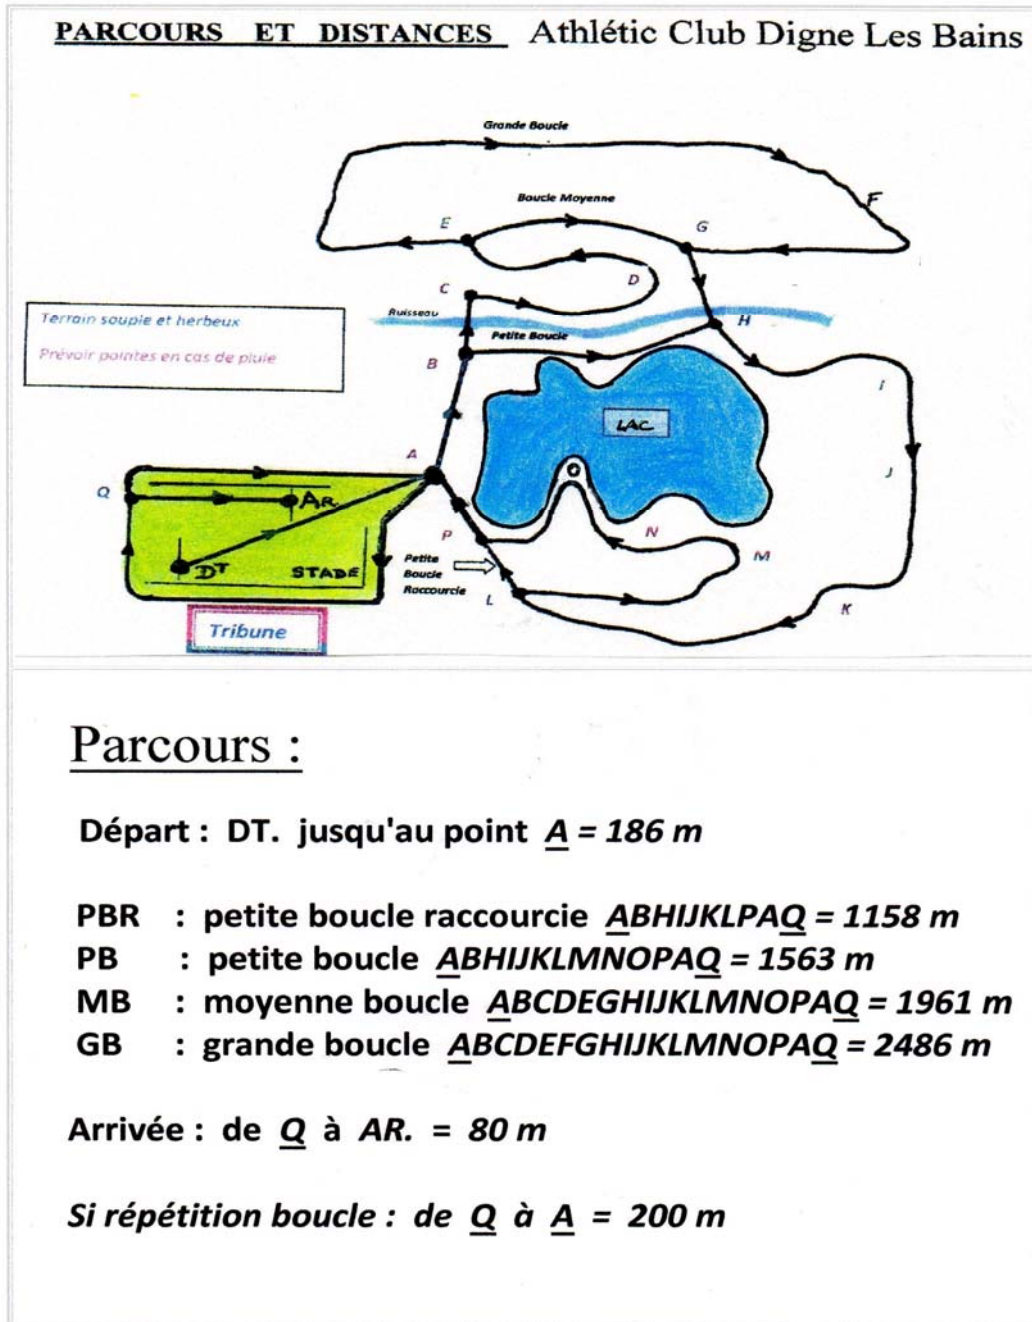 PARCOURS ET DISTANCES Athlétic Club Digne Les Bains
Grande Boucle
F
Boucle Moyenne
E
G
D
C
Ruisseau
H
Terrain souple et herbeux
Prévoir pointes en cas de pluie
Petite Boucle
B
I
LAC
A
J
Q
AR
O
P
N
M
Petite
Boucle
Raccourcie
DT
STADE
L
K
Tribune
Parcours :
Départ : DT. jusqu'au point A = 186 m
PBR : petite boucle raccourcie ABHIJKLPAQ = 1158 m
PB : petite boucle ABHIJKLMNOPAQ = 1563 m
MB : moyenne boucle ABCDEGHIJKLMNOPAQ = 1961 m
GB : grande boucle ABCDEFGHIJKLMNOPAQ = 2486 m
Arrivée : de Q à AR. = 80 m
Si répétition boucle : de Q à A = 200 m